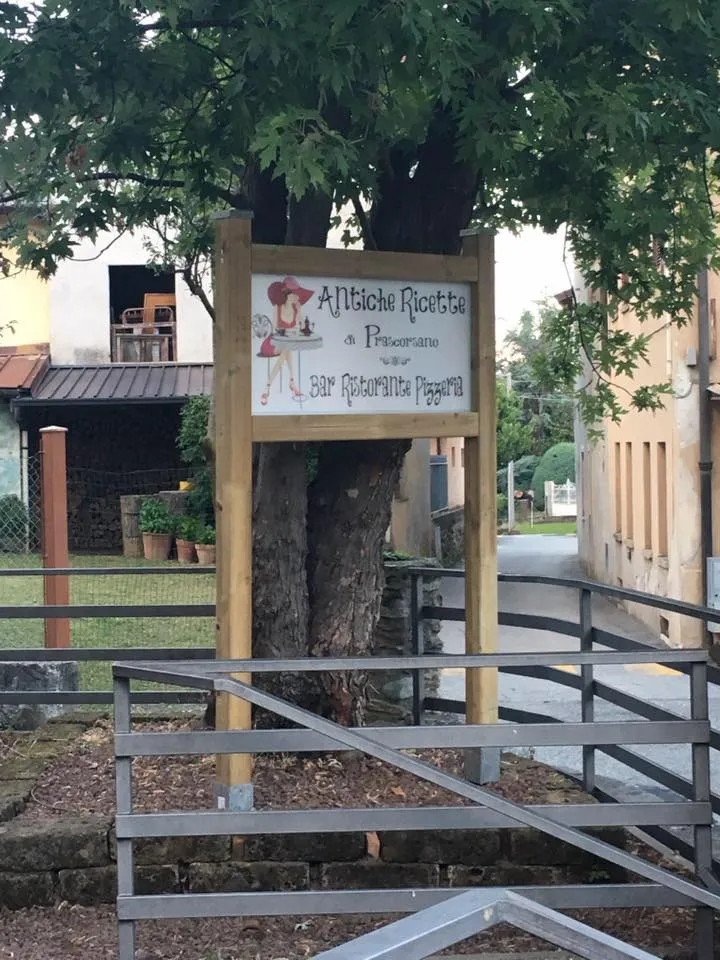 Antiche Ricette
di Prascorsano
Bar Ristorante Pizzeria